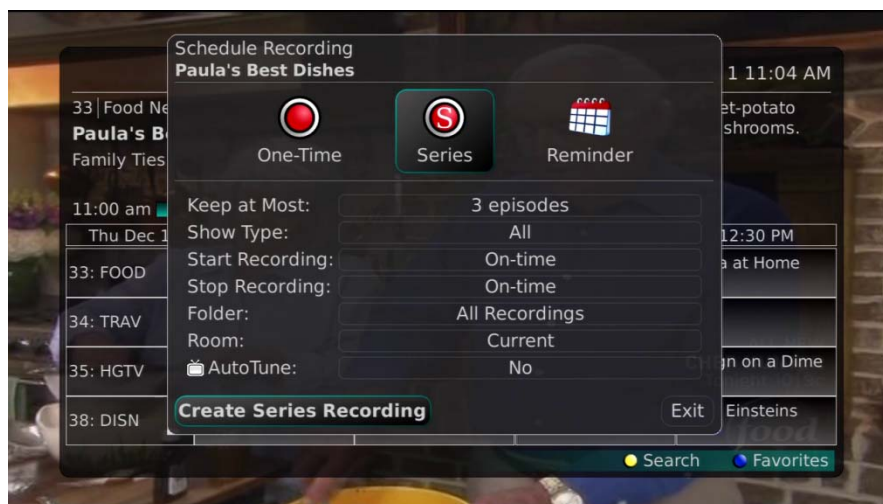 Schedule Recording
Paula's Best Dishes
1 11:04 AM
33 Food Ne
et-potato
Paula's B
shrooms.
Family Ties
One-Time
Series
Reminder
11:00 am
Keep at Most: 3 episodes
Thu Dec 1
Show Type: All
12:30 PM
Start Recording: On-time
33: FOOD
a at Home
Stop Recording: On-time
Folder: All Recordings
34: TRAV
Room: Current
35: HGTV
AutoTune: No
gn on a Dime
Create Series Recording
Exit
38: DISN
Einsteins
food
Search
Favorites